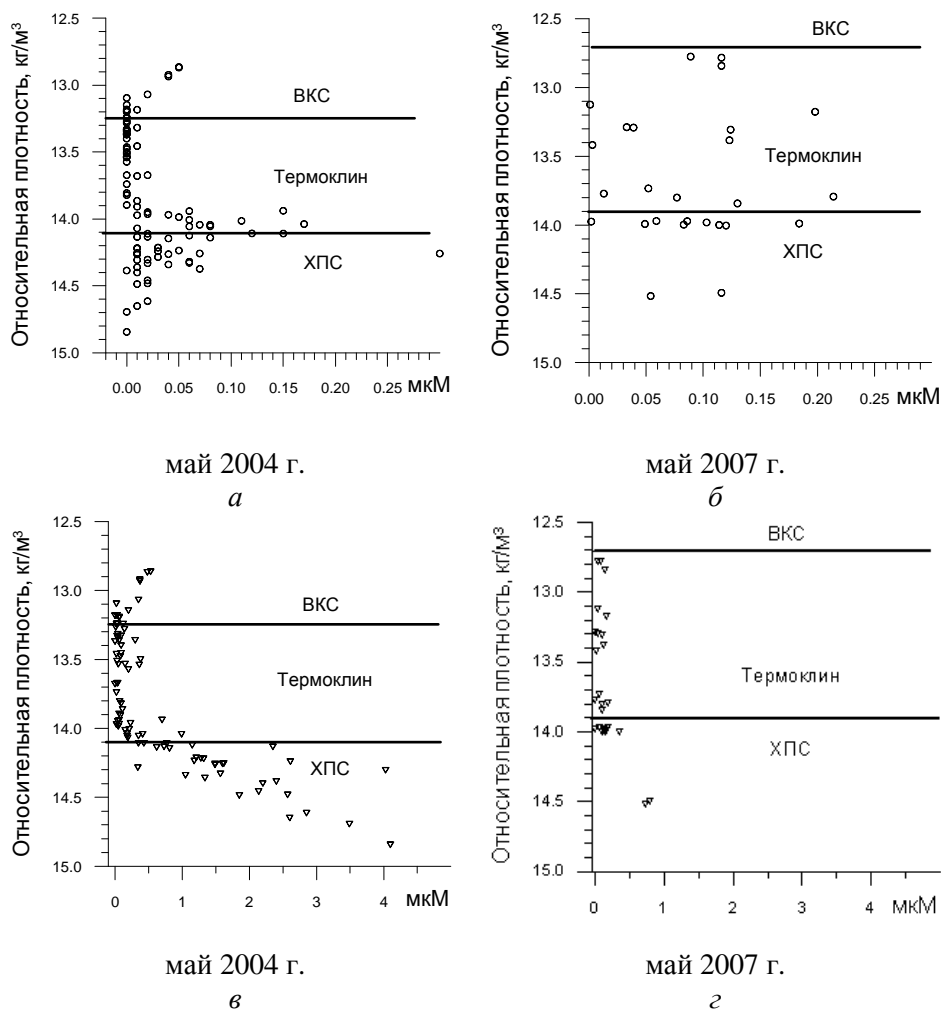 12.5
13.0
13.5
14.0
14.5
15.0
Относительная плотность, кг/м³
ВКС
Термоклин
ХПС
0.00 0.05 0.10 0.15 0.20 0.25 мкМ
май 2004 г.
а
12.5
13.0
13.5
14.0
14.5
15.0
Относительная плотность, кг/м³
ВКС
Термоклин
ХПС
0.00 0.05 0.10 0.15 0.20 0.25 мкМ
май 2007 г.
б
12.5
13.0
13.5
14.0
14.5
15.0
Относительная плотность, кг/м³
ВКС
Термоклин
ХПС
0 1 2 3 4 мкМ
май 2004 г.
в
12.5
13.0
13.5
14.0
14.5
15.0
Относительная плотность, кг/м³
ВКС
Термоклин
ХПС
0 1 2 3 4 мкМ
май 2007 г.
г